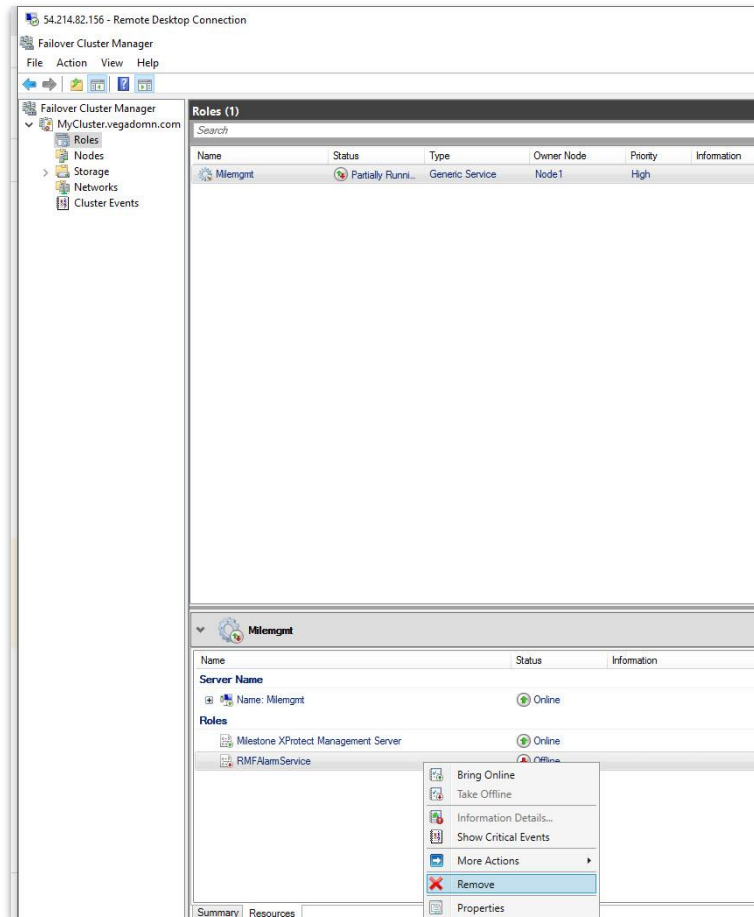 54.214.82.156 - Remote Desktop Connection
Failover Cluster Manager
File Action View Help
Failover Cluster Manager
MyCluster.vegadomn.com
Roles
Nodes
Storage
Networks
Cluster Events
Roles (1)
Search
Name Status Type Owner Node Priority Information
Milemgmt Partially Runni... Generic Service Node1 High
Milemgmt
Name Status Information
Server Name
Name: Milemgmt Online
Roles
Milestone XProtect Management Server Online
RMFAlarmService Offline
Bring Online
Take Offline
Information Details...
Show Critical Events
More Actions
Remove
Properties
Summary Resources